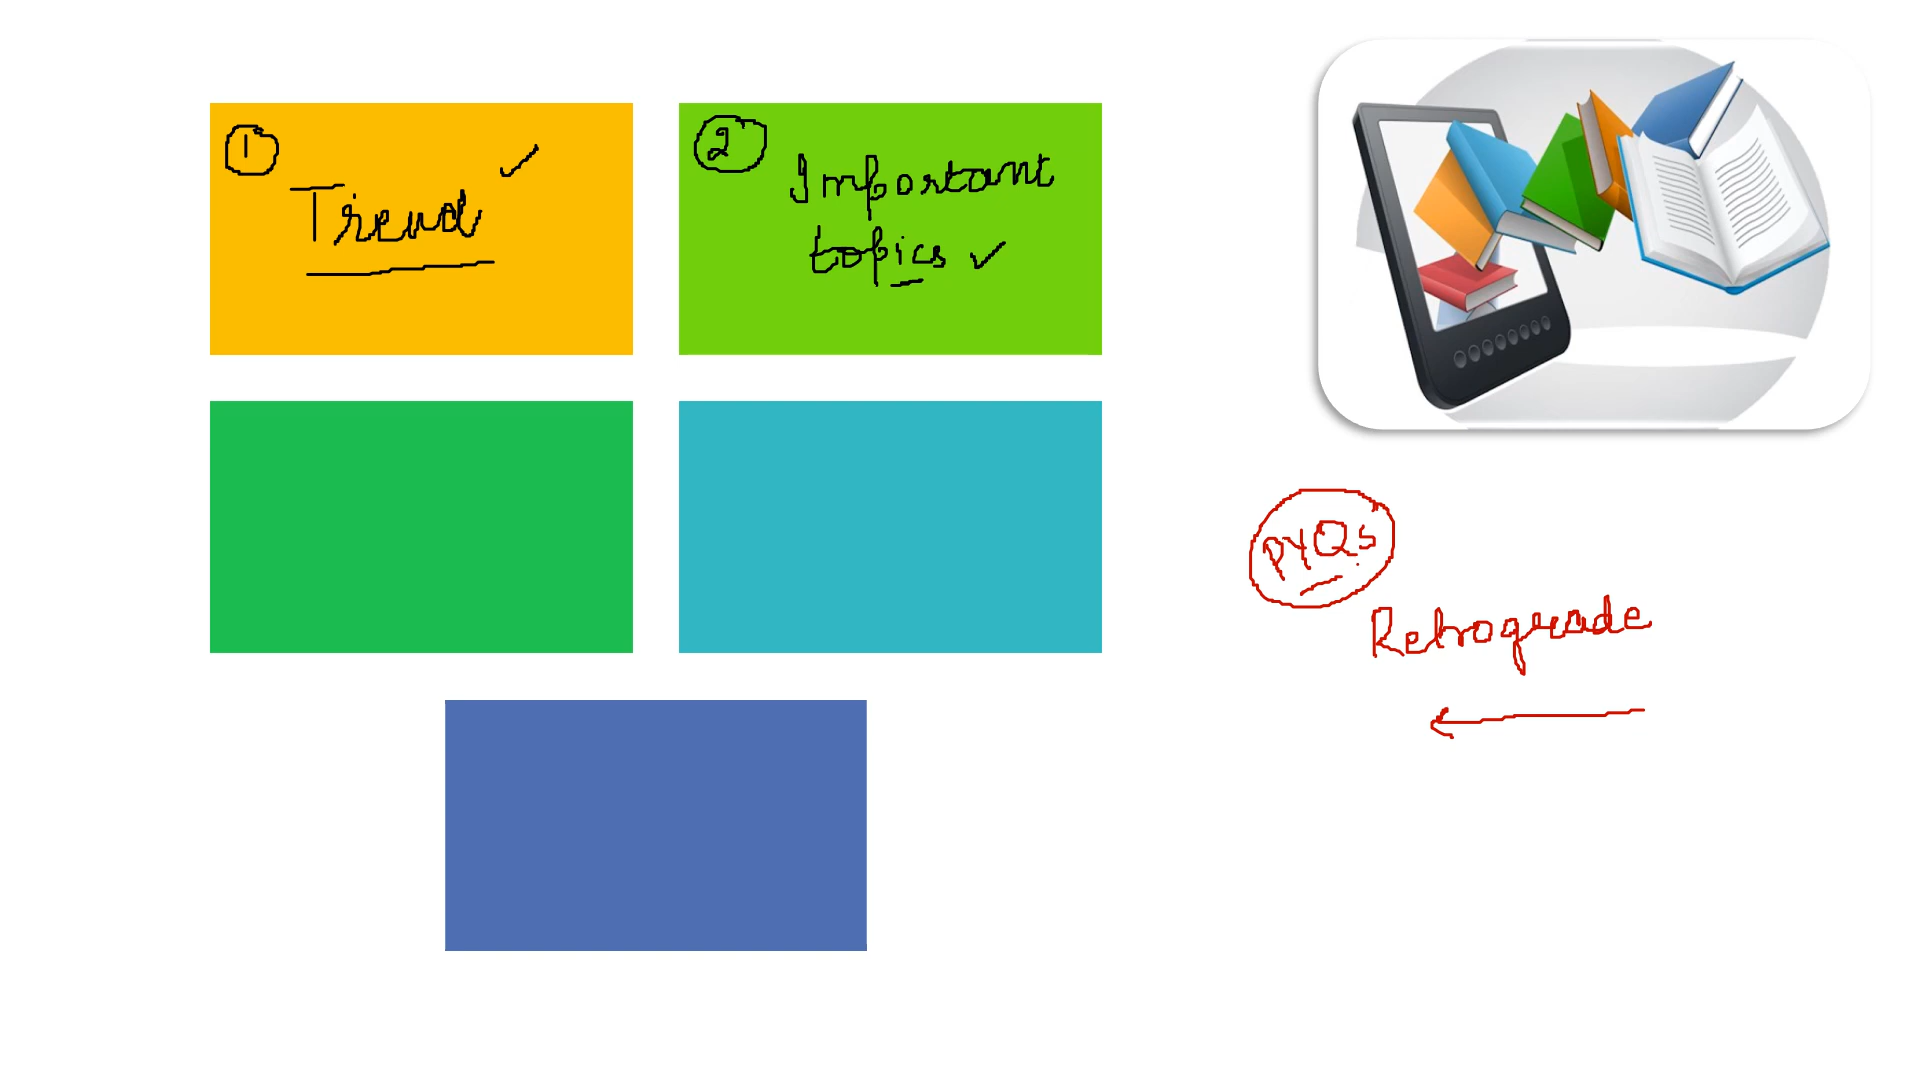 1
Trend ✓
2
Important
topics ✓
PYQs
Retrograde